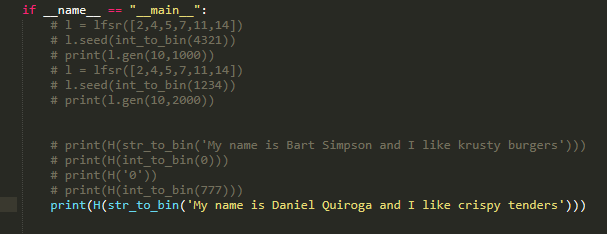 if __name__ == "__main__":
    # l = lfsr([2,4,5,7,11,14])
    # l.seed(int_to_bin(4321))
    # print(l.gen(10,1000))
    # l = lfsr([2,4,5,7,11,14])
    # l.seed(int_to_bin(1234))
    # print(l.gen(10,2000))
    # print(H(str_to_bin('My name is Bart Simpson and I like krusty burgers')))
    # print(H(int_to_bin(0)))
    # print(H('0'))
    # print(H(int_to_bin(777)))
    print(H(str_to_bin('My name is Daniel Quiroga and I like crispy tenders')))